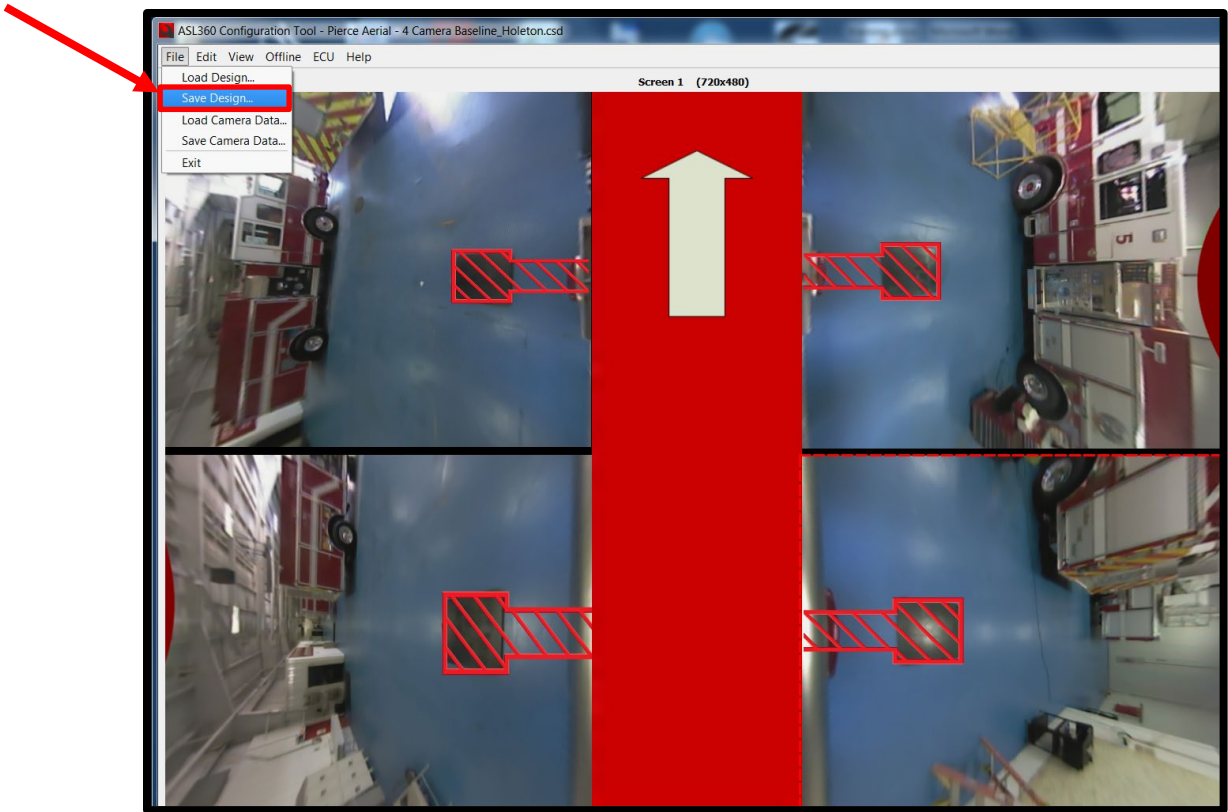 ASL360 Configuration Tool - Pierce Aerial - 4 Camera Baseline_Holeton.csd
File Edit View Offline ECU Help
Load Design...
Save Design...
Load Camera Data...
Save Camera Data...
Exit
Screen 1 (720x480)
5